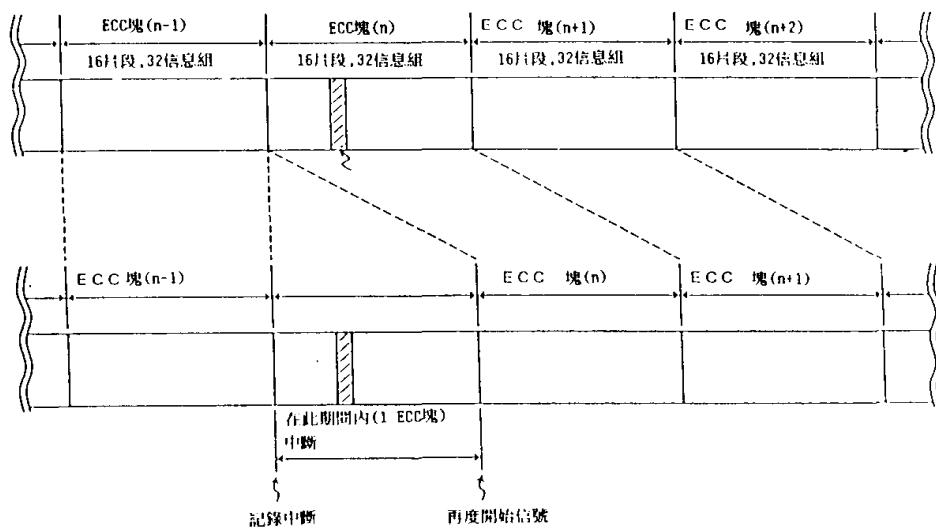 ECC塊(n-1)
ECC塊(n)
ECC 塊(n+1)
ECC 塊(n+2)
16片段,32信息組
16片段,32信息組
16片段,32信息組
16片段,32信息組
ECC 塊(n-1)
ECC 塊(n)
ECC 塊(n+1)
在此期間內(1 ECC塊)
中斷
記錄中斷
再度開始信號